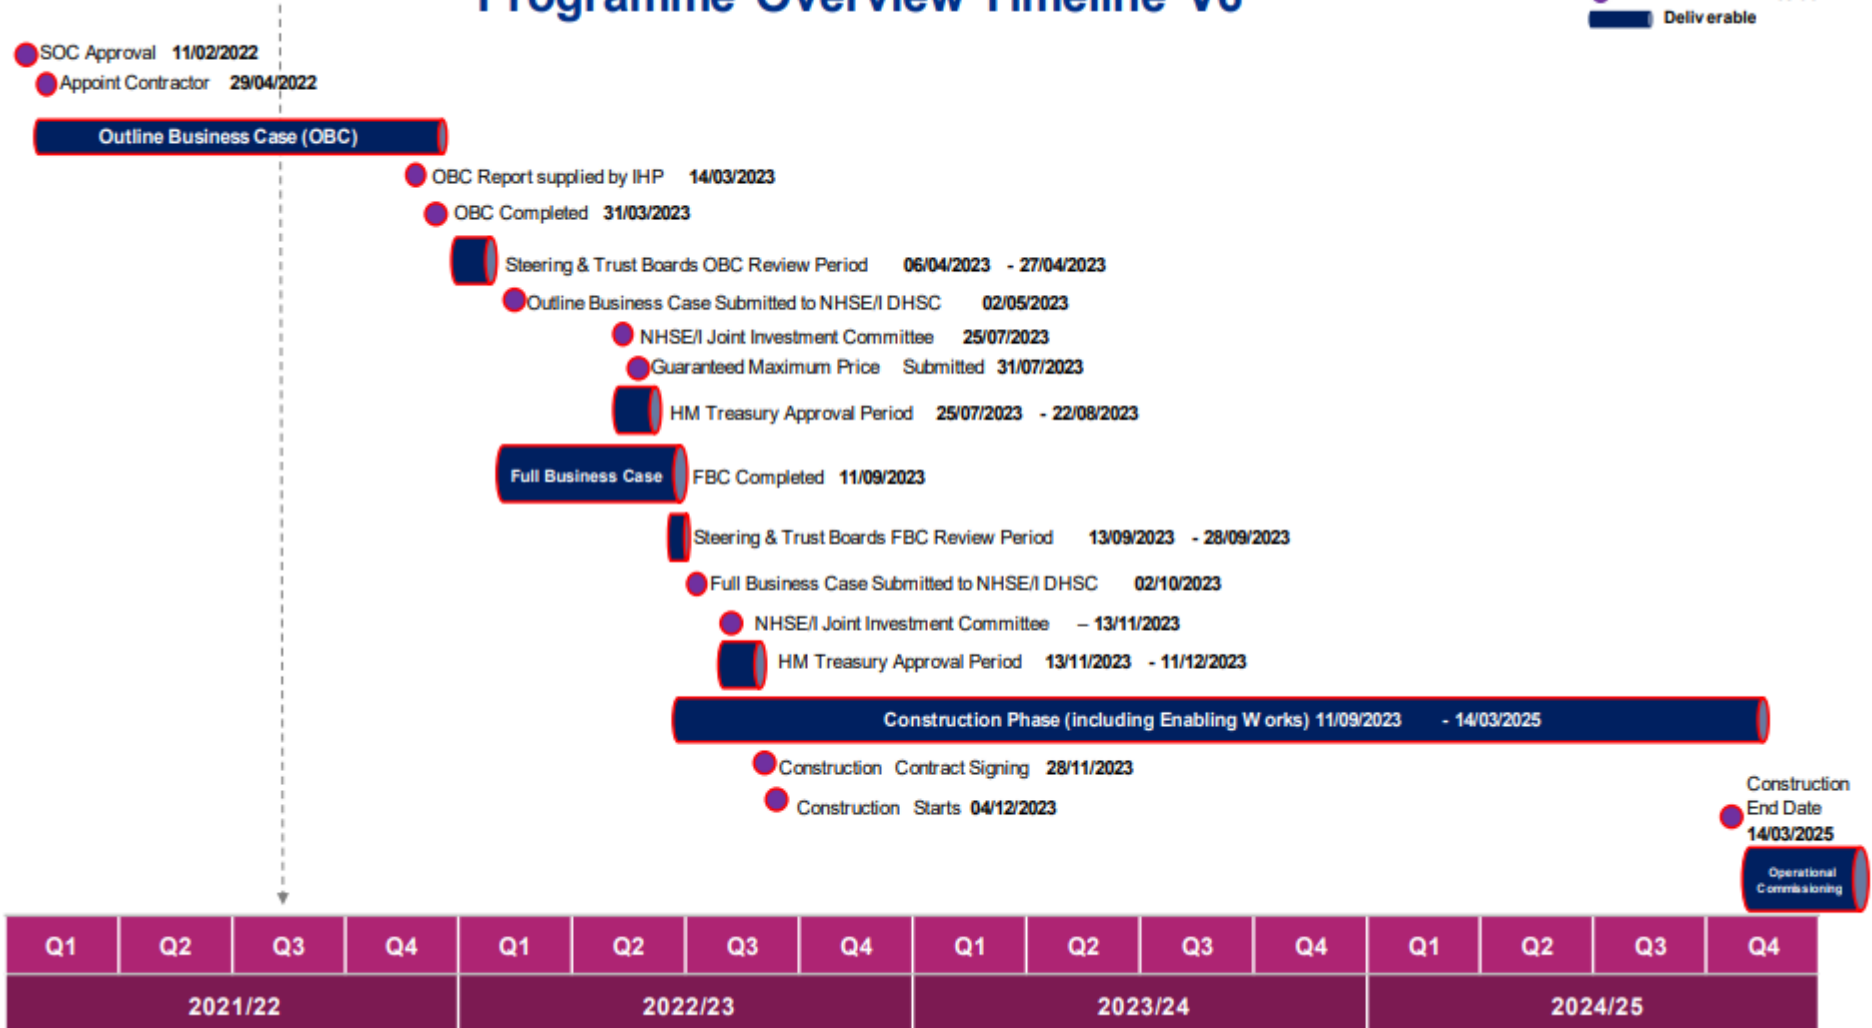 Programme Overview Timeline V6
Deliverable
SOC Approval 11/02/2022
Appoint Contractor 29/04/2022
Outline Business Case (OBC)
OBC Report supplied by IHP 14/03/2023
OBC Completed 31/03/2023
Steering & Trust Boards OBC Review Period 06/04/2023 - 27/04/2023
Outline Business Case Submitted to NHSE/I DHSC 02/05/2023
NHSE/I Joint Investment Committee 25/07/2023
Guaranteed Maximum Price Submitted 31/07/2023
HM Treasury Approval Period 25/07/2023 - 22/08/2023
Full Business Case
FBC Completed 11/09/2023
Steering & Trust Boards FBC Review Period 13/09/2023 - 28/09/2023
Full Business Case Submitted to NHSE/I DHSC 02/10/2023
NHSE/I Joint Investment Committee – 13/11/2023
HM Treasury Approval Period 13/11/2023 - 11/12/2023
Construction Phase (including Enabling Works) 11/09/2023 - 14/03/2025
Construction Contract Signing 28/11/2023
Construction Starts 04/12/2023
Construction
End Date
14/03/2025
Operational
Commissioning
Q1 Q2 Q3 Q4 Q1 Q2 Q3 Q4 Q1 Q2 Q3 Q4 Q1 Q2 Q3 Q4
2021/22 2022/23 2023/24 2024/25